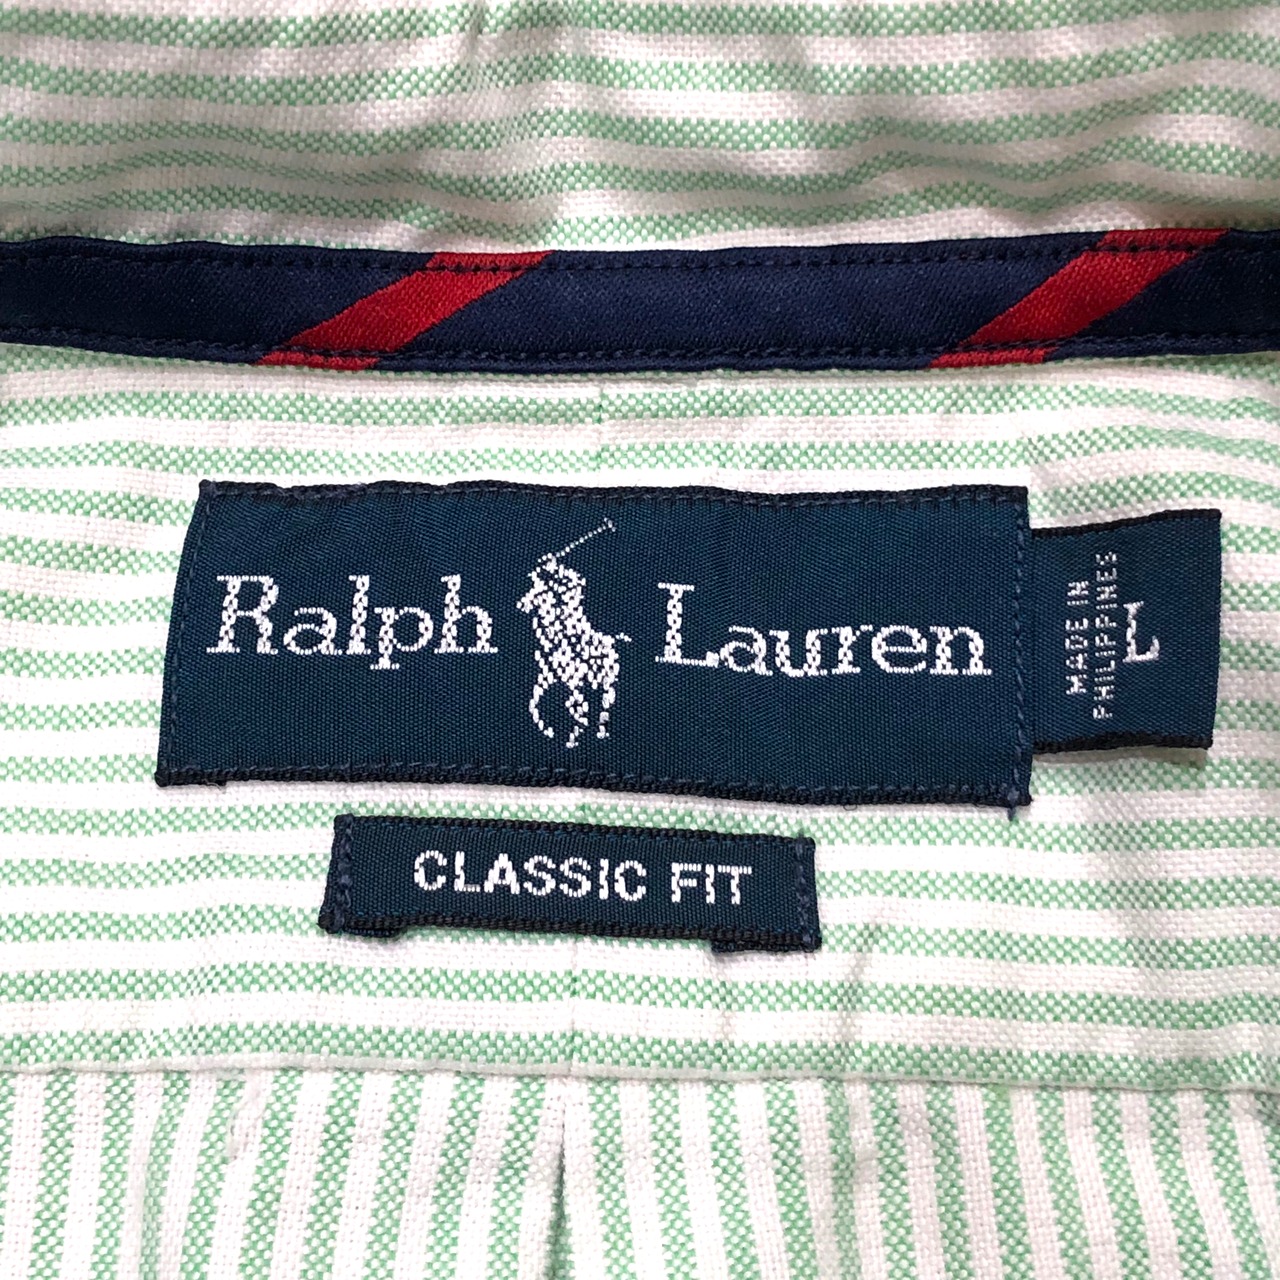 Ralph Lauren
MADE IN
PHILIPPINES
L
CLASSIC FIT